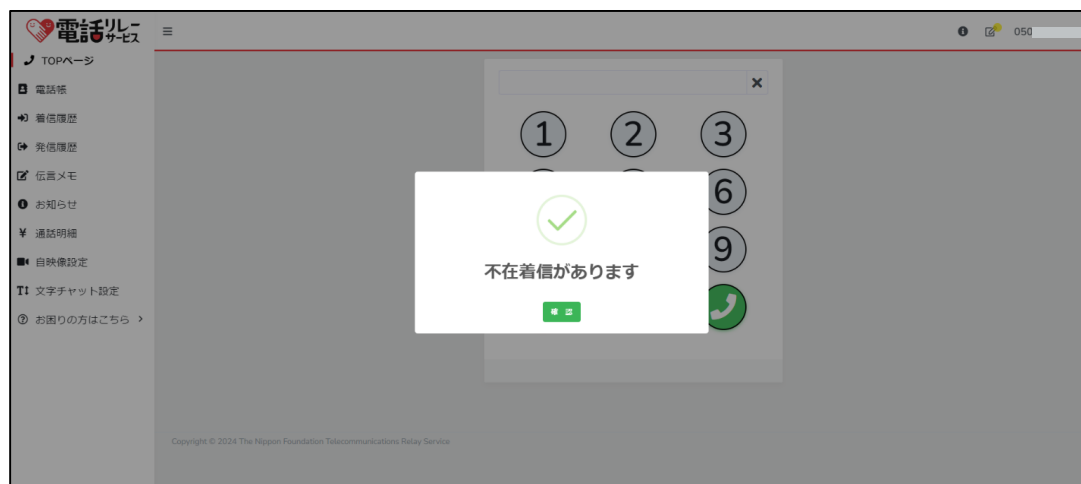 電話リレーサービス
050
TOPページ
電話帳
着信履歴
発信履歴
伝言メモ
お知らせ
¥ 通話明細
自映像設定
文字チャット設定
お困りの方はこちら
1 2 3
6
9
不在着信があります
確認
Copyright © 2024 The Nippon Foundation Telecommunications Relay Service